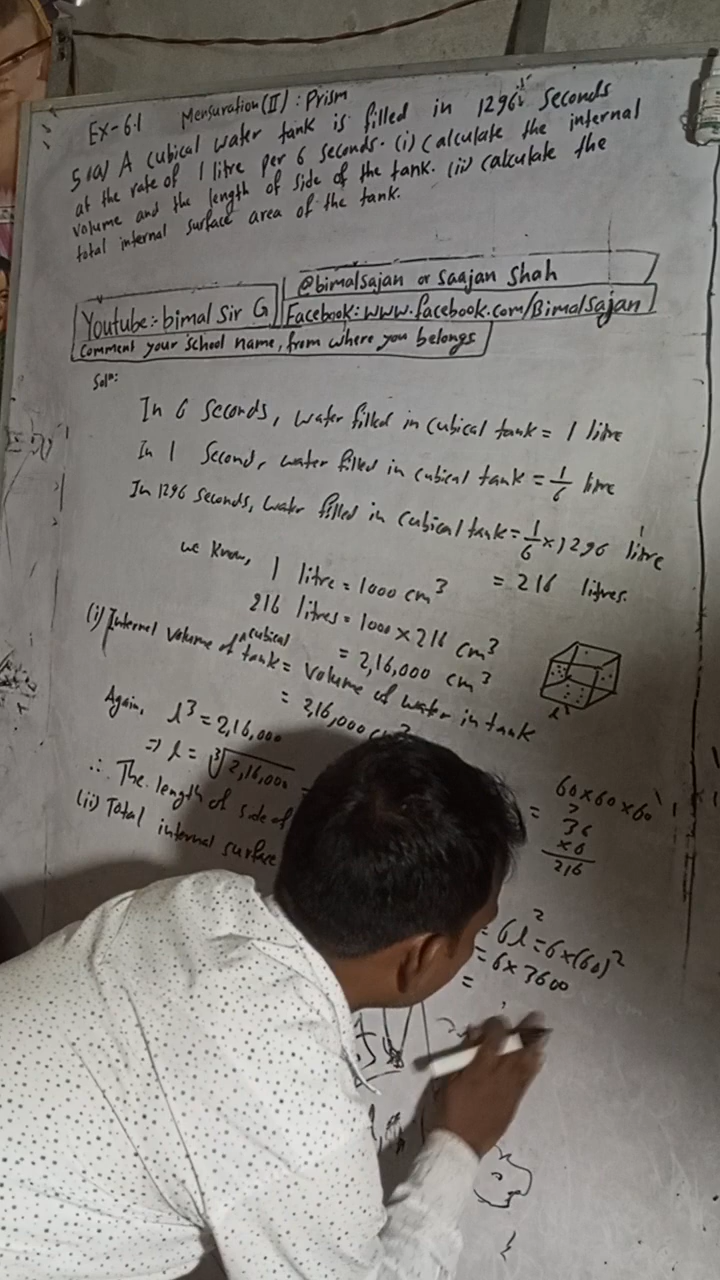 Ex-6.1 Mensuration (II) : Prism
5.(a) A cubical water tank is filled in 1296 seconds
at the rate of 1 litre per 6 seconds. (i) Calculate the internal
volume and the length of side of the tank. (ii) calculate the
total internal surface area of the tank.
@bimalsajan or Saajan Shah
Youtube:- bimal Sir G
Facebook: www.facebook.com/Bimalsajan
Comment your school name, from where you belongs
Solⁿ:
In 6 seconds, water filled in cubical tank = 1 litre
In 1 Second, water filled in cubical tank = 1/6 litre
In 1296 seconds, water filled in cubical tank = 1/6 × 1296 litre
= 216 litres.
we know,
1 litre = 1000 cm³
216 litres = 1000 × 216 cm³
= 2,16,000 cm³
(i) Internal volume of cubical tank = volume of water in tank
= 2,16,000 cm³
Again, l³ = 2,16,000
⇒ l = ∛2,16,000 =
∴ The length of side of
(ii) Total internal surface
60×60×60
=
36
×6
216
= 6l² = 6×(60)²
= 6×3600
=